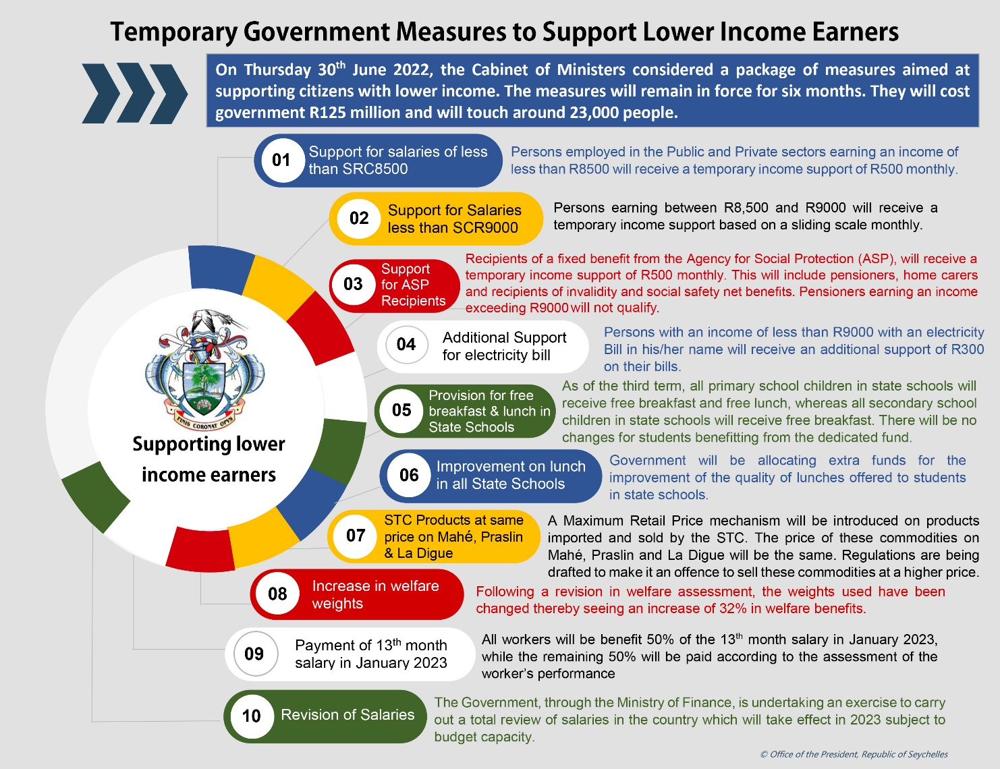 Temporary Government Measures to Support Lower Income Earners
On Thursday 30th June 2022, the Cabinet of Ministers considered a package of measures aimed at
supporting citizens with lower income. The measures will remain in force for six months. They will cost
government R125 million and will touch around 23,000 people.
01
Support for salaries of less
than SRC8500
Persons employed in the Public and Private sectors earning an income of
less than R8500 will receive a temporary income support of R500 monthly.
02
Support for Salaries
less than SCR9000
Persons earning between R8,500 and R9000 will receive a
temporary income support based on a sliding scale monthly.
03
Support
for ASP
Recipients
Recipients of a fixed benefit from the Agency for Social Protection (ASP), will receive a
temporary income support of R500 monthly. This will include pensioners, home carers
and recipients of invalidity and social safety net benefits. Pensioners earning an income
exceeding R9000 will not qualify.
04
Additional Support
for electricity bill
Persons with an income of less than R9000 with an electricity
Bill in his/her name will receive an additional support of R300
on their bills.
05
Provision for free
breakfast & lunch in
State Schools
As of the third term, all primary school children in state schools will
receive free breakfast and free lunch, whereas all secondary school
children in state schools will receive free breakfast. There will be no
changes for students benefitting from the dedicated fund.
FINIS CORONAT OPVS
Supporting lower
income earners
06
Improvement on lunch
in all State Schools
Government will be allocating extra funds for the
improvement of the quality of lunches offered to students
in state schools.
07
STC Products at same
price on Mahé, Praslin
& La Digue
A Maximum Retail Price mechanism will be introduced on products
imported and sold by the STC. The price of these commodities on
Mahé, Praslin and La Digue will be the same. Regulations are being
drafted to make it an offence to sell these commodities at a higher price.
08
Increase in welfare
weights
Following a revision in welfare assessment, the weights used have been
changed thereby seeing an increase of 32% in welfare benefits.
09
Payment of 13th month
salary in January 2023
All workers will be benefit 50% of the 13th month salary in January 2023,
while the remaining 50% will be paid according to the assessment of the
worker's performance
10
Revision of Salaries
The Government, through the Ministry of Finance, is undertaking an exercise to carry
out a total review of salaries in the country which will take effect in 2023 subject to
budget capacity.
© Office of the President, Republic of Seychelles